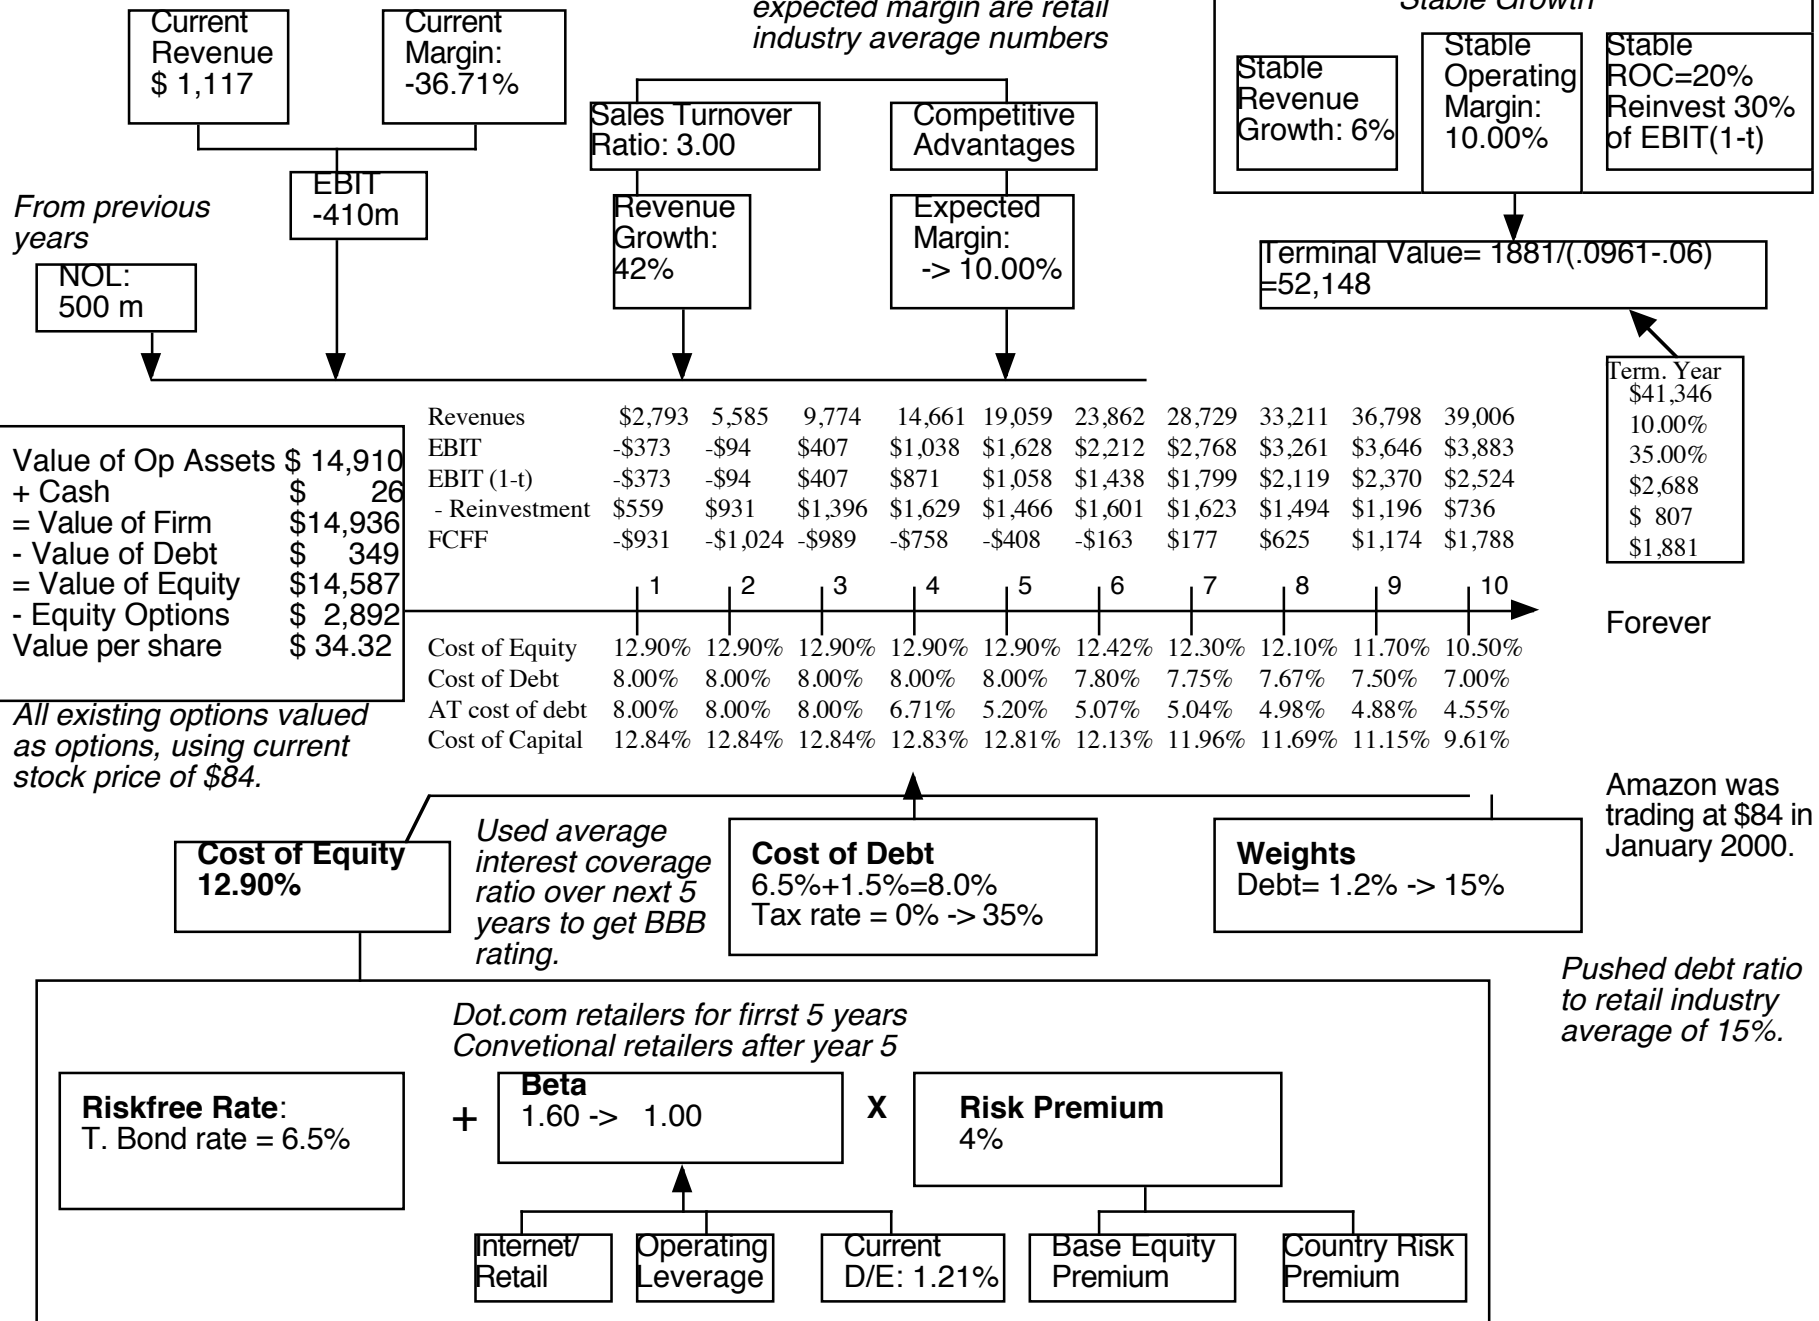 expected margin are retail
industry average numbers
Stable Growth
Current
Revenue
$ 1,117
Current
Margin:
-36.71%
Sales Turnover
Ratio: 3.00
Competitive
Advantages
Stable
Revenue
Growth: 6%
Stable
Operating
Margin:
10.00%
Stable
ROC=20%
Reinvest 30%
of EBIT(1-t)
EBIT
-410m
From previous
years
NOL:
500 m
Revenue
Growth:
42%
Expected
Margin:
-> 10.00%
Terminal Value= 1881/(.0961-.06)
=52,148
Term. Year
$41,346
10.00%
35.00%
$2,688
$ 807
$1,881
Revenues $2,793 5,585 9,774 14,661 19,059 23,862 28,729 33,211 36,798 39,006
EBIT -$373 -$94 $407 $1,038 $1,628 $2,212 $2,768 $3,261 $3,646 $3,883
EBIT (1-t) -$373 -$94 $407 $871 $1,058 $1,438 $1,799 $2,119 $2,370 $2,524
- Reinvestment $559 $931 $1,396 $1,629 $1,466 $1,601 $1,623 $1,494 $1,196 $736
FCFF -$931 -$1,024 -$989 -$758 -$408 -$163 $177 $625 $1,174 $1,788
1 2 3 4 5 6 7 8 9 10
Forever
Value of Op Assets $ 14,910
+ Cash $ 26
= Value of Firm $14,936
- Value of Debt $ 349
= Value of Equity $14,587
- Equity Options $ 2,892
Value per share $ 34.32
Cost of Equity 12.90% 12.90% 12.90% 12.90% 12.90% 12.42% 12.30% 12.10% 11.70% 10.50%
Cost of Debt 8.00% 8.00% 8.00% 8.00% 8.00% 7.80% 7.75% 7.67% 7.50% 7.00%
AT cost of debt 8.00% 8.00% 8.00% 6.71% 5.20% 5.07% 5.04% 4.98% 4.88% 4.55%
Cost of Capital 12.84% 12.84% 12.84% 12.83% 12.81% 12.13% 11.96% 11.69% 11.15% 9.61%
All existing options valued
as options, using current
stock price of $84.
Cost of Equity
12.90%
Used average
interest coverage
ratio over next 5
years to get BBB
rating.
Cost of Debt
6.5%+1.5%=8.0%
Tax rate = 0% -> 35%
Weights
Debt= 1.2% -> 15%
Amazon was
trading at $84 in
January 2000.
Pushed debt ratio
to retail industry
average of 15%.
Dot.com retailers for firrst 5 years
Convetional retailers after year 5
Riskfree Rate:
T. Bond rate = 6.5%
+
Beta
1.60 -> 1.00
X
Risk Premium
4%
Internet/
Retail
Operating
Leverage
Current
D/E: 1.21%
Base Equity
Premium
Country Risk
Premium